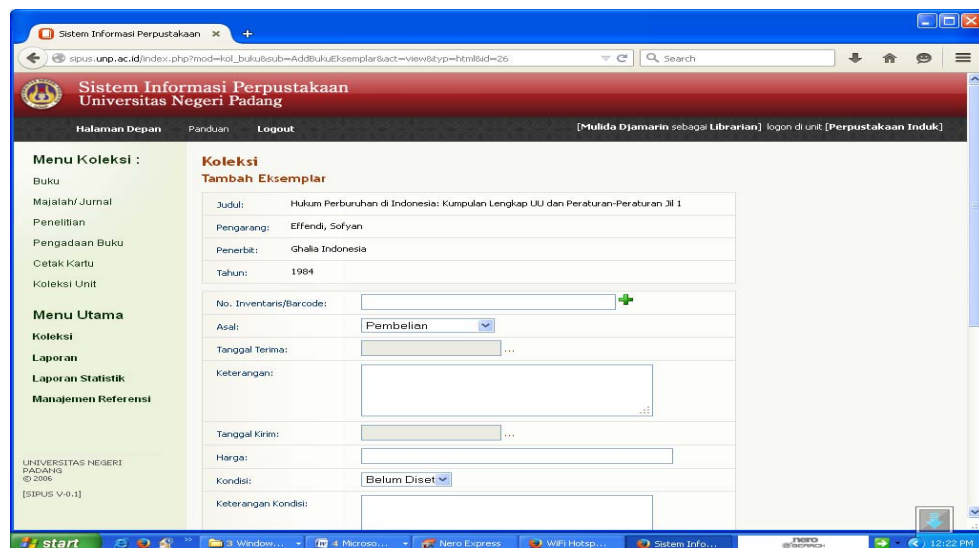 Sistem Informasi Perpustakaan
sipus.unp.ac.id/index.php?mod=kol_buku&sub=AddBukuEksemplar&act=view&typ=html&id=26
Search
Sistem Informasi Perpustakaan
Universitas Negeri Padang
Halaman Depan Panduan Logout [Mulida Djamarin sebagai Librarian] logon di unit [Perpustakaan Induk]
Menu Koleksi :
Buku
Majalah/ Jurnal
Penelitian
Pengadaan Buku
Cetak Kartu
Koleksi Unit
Menu Utama
Koleksi
Laporan
Laporan Statistik
Manajemen Referensi
UNIVERSITAS NEGERI
PADANG
© 2006
[SIPUS V-0.1]
Koleksi
Tambah Eksemplar
Judul: Hukum Perburuhan di Indonesia: Kumpulan Lengkap UU dan Peraturan-Peraturan Jil 1
Pengarang: Effendi, Sofyan
Penerbit: Ghalia Indonesia
Tahun: 1984
No. Inventaris/Barcode:
Asal: Pembelian
Tanggal Terima: ...
Keterangan:
Tanggal Kirim: ...
Harga:
Kondisi: Belum Diset
Keterangan Kondisi:
start 3 Window... 4 Microso... Nero Express WiFi Hotsp... Sistem Info... nero 12:22 PM